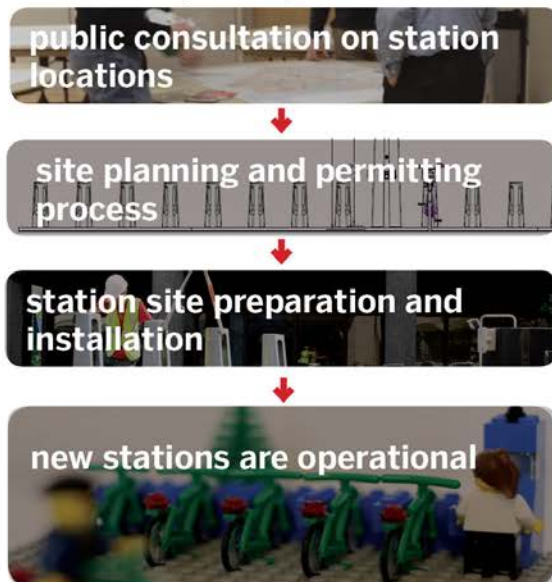 public consultation on station
locations
site planning and permitting
process
station site preparation and
installation
new stations are operational